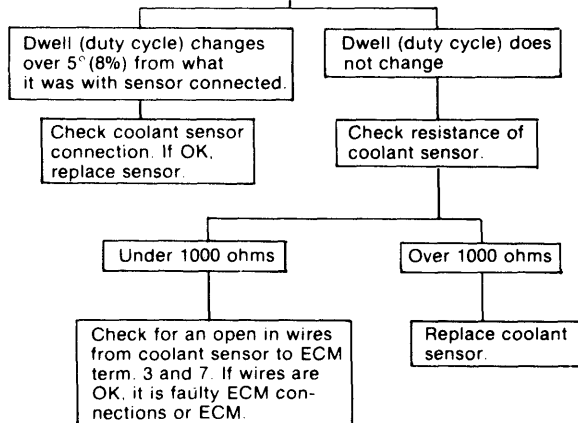 Dwell (duty cycle) changes
over 5° (8%) from what
it was with sensor connected.
Dwell (duty cycle) does
not change
Check coolant sensor
connection. If OK,
replace sensor.
Check resistance of
coolant sensor.
Under 1000 ohms
Over 1000 ohms
Check for an open in wires
from coolant sensor to ECM
term. 3 and 7. If wires are
OK, it is faulty ECM con-
nections or ECM.
Replace coolant
sensor.